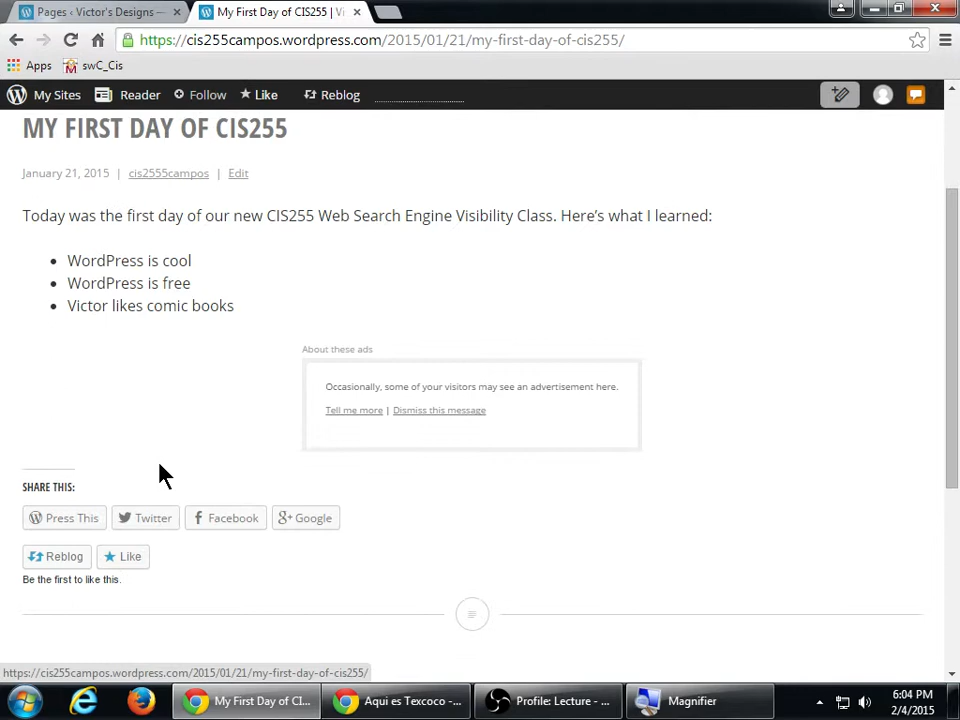 Pages ‹ Victor's Designs —
My First Day of CIS255 | Vi
https://cis255campos.wordpress.com/2015/01/21/my-first-day-of-cis255/
Apps swC_Cis
My Sites Reader Follow Like Reblog
MY FIRST DAY OF CIS255
January 21, 2015 | cis2555campos | Edit
Today was the first day of our new CIS255 Web Search Engine Visibility Class. Here’s what I learned:
• WordPress is cool
• WordPress is free
• Victor likes comic books
About these ads
Occasionally, some of your visitors may see an advertisement here.
Tell me more | Dismiss this message
SHARE THIS:
Press This Twitter Facebook Google
Reblog Like
Be the first to like this.
https://cis255campos.wordpress.com/2015/01/21/my-first-day-of-cis255/
My First Day of CI... Aqui es Texcoco -... Profile: Lecture - ... Magnifier
6:04 PM
2/4/2015